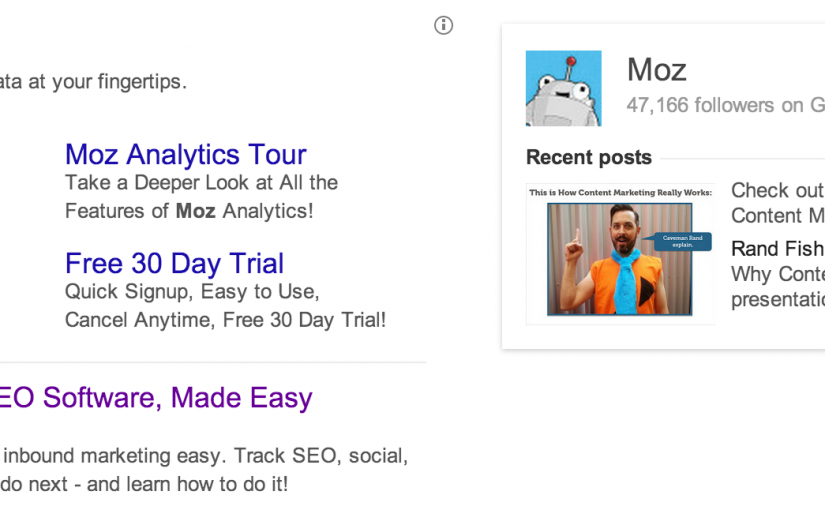 ata at your fingertips.
Moz Analytics Tour
Take a Deeper Look at All the
Features of Moz Analytics!
Free 30 Day Trial
Quick Signup, Easy to Use,
Cancel Anytime, Free 30 Day Trial!
EO Software, Made Easy
inbound marketing easy. Track SEO, social,
do next - and learn how to do it!
Moz
47,166 followers on G
Recent posts
This is How Content Marketing Really Works:
Caveman Rand
explain.
Check out
Content M
Rand Fish
Why Conte
presentatio